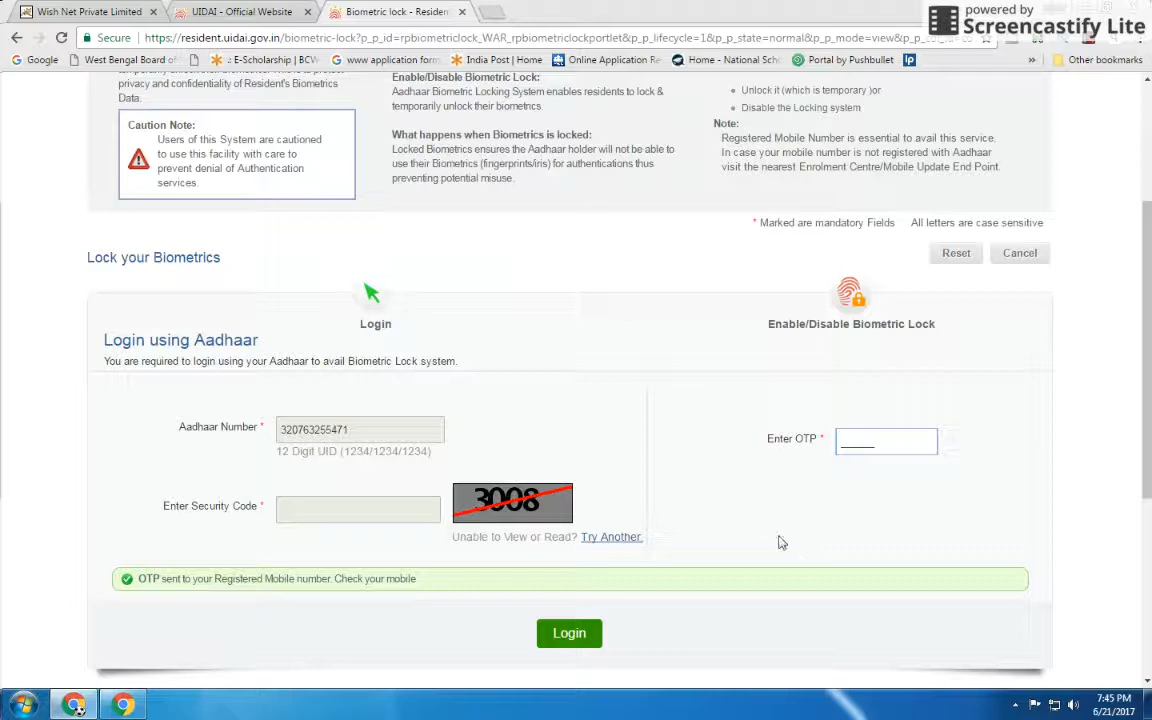 powered by
Screencastify Lite
Wish Net Private Limited
UIDAI - Official Website
Biometric lock - Residen
Secure
https://resident.uidai.gov.in/biometric-lock?p_p_id=rpbiometriclock_WAR_rpbiometriclockportlet&p_p_lifecycle=1&p_p_state=normal&p_p_mode=view&p_p_co
Google
West Bengal Board of
.: E-Scholarship | BCW
www application form
India Post | Home
Online Application Re
Home - National Scho
Portal by Pushbullet
Other bookmarks
privacy and confidentiality of Resident's Biometrics
Data.
Caution Note:
Users of this System are cautioned
to use this facility with care to
prevent denial of Authentication
services.
Enable/Disable Biometric Lock:
Aadhaar Biometric Locking System enables residents to lock &
temporarily unlock their biometrics.
What happens when Biometrics is locked:
Locked Biometrics ensures the Aadhaar holder will not be able to
use their Biometrics (fingerprints/iris) for authentications thus
preventing potential misuse.
Unlock it (which is temporary )or
Disable the Locking system
Note:
Registered Mobile Number is essential to avail this service.
In case your mobile number is not registered with Aadhaar
visit the nearest Enrolment Centre/Mobile Update End Point.
* Marked are mandatory Fields All letters are case sensitive
Lock your Biometrics
Reset
Cancel
Login
Enable/Disable Biometric Lock
Login using Aadhaar
You are required to login using your Aadhaar to avail Biometric Lock system.
Aadhaar Number *
320763255471
12 Digit UID (1234/1234/1234)
Enter OTP *
Enter Security Code *
3008
Unable to View or Read? Try Another.
OTP sent to your Registered Mobile number. Check your mobile
Login
7:45 PM
6/21/2017